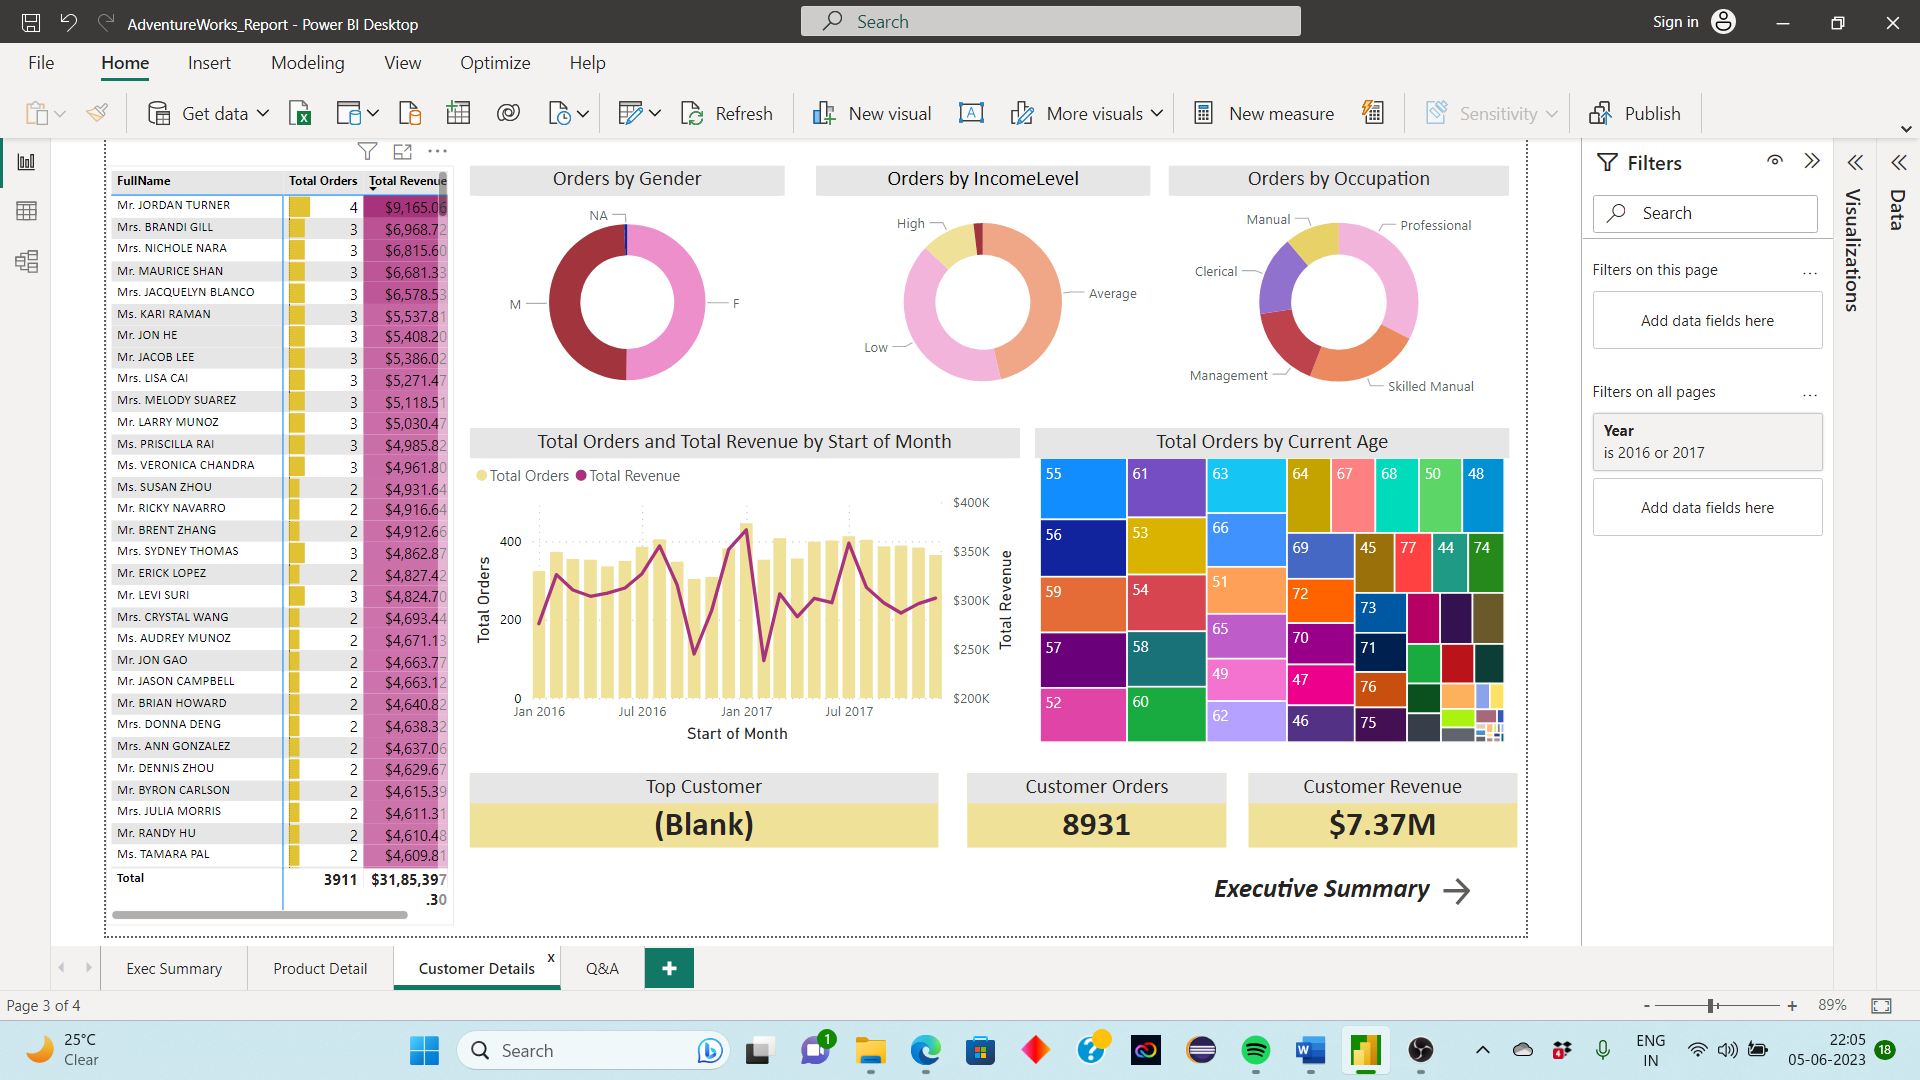 AdventureWorks_Report - Power BI Desktop
Search
Sign in
File
Home
Insert
Modeling
View
Optimize
Help
Get data
Refresh
New visual
More visuals
New measure
Sensitivity
Publish
FullName Total Orders Total Revenue
Mr. JORDAN TURNER 4 $9,165.06
Mrs. BRANDI GILL 3 $6,968.72
Mrs. NICHOLE NARA 3 $6,815.60
Mr. MAURICE SHAN 3 $6,681.33
Mrs. JACQUELYN BLANCO 3 $6,578.53
Ms. KARI RAMAN 3 $5,537.81
Mr. JON HE 3 $5,408.20
Mr. JACOB LEE 3 $5,386.02
Mrs. LISA CAI 3 $5,271.47
Mrs. MELODY SUAREZ 3 $5,118.51
Mr. LARRY MUNOZ 3 $5,030.47
Ms. PRISCILLA RAI 3 $4,985.82
Ms. VERONICA CHANDRA 3 $4,961.80
Ms. SUSAN ZHOU 2 $4,931.64
Mr. RICKY NAVARRO 2 $4,916.64
Mr. BRENT ZHANG 2 $4,912.66
Mrs. SYDNEY THOMAS 3 $4,862.87
Mr. ERICK LOPEZ 2 $4,827.42
Mr. LEVI SURI 3 $4,824.70
Mrs. CRYSTAL WANG 2 $4,693.44
Ms. AUDREY MUNOZ 2 $4,671.13
Mr. JON GAO 2 $4,663.77
Mr. JASON CAMPBELL 2 $4,663.12
Mr. BRIAN HOWARD 2 $4,640.82
Mrs. DONNA DENG 2 $4,638.32
Mrs. ANN GONZALEZ 2 $4,637.06
Mr. DENNIS ZHOU 2 $4,629.67
Mr. BYRON CARLSON 2 $4,615.39
Mrs. JULIA MORRIS 2 $4,611.31
Mr. RANDY HU 2 $4,610.48
Ms. TAMARA PAL 2 $4,609.81
Total 3911 $31,85,397
.30
Orders by Gender
NA
M
F
Orders by IncomeLevel
High
Average
Low
Orders by Occupation
Manual
Professional
Clerical
Management
Skilled Manual
Total Orders and Total Revenue by Start of Month
Total Orders Total Revenue
Total Orders
400
200
0
$400K
$350K
$300K
$250K
$200K
Total Revenue
Jan 2016 Jul 2016 Jan 2017 Jul 2017
Start of Month
Total Orders by Current Age
55 61 63 64 67 68 50 48
56 53 66 69 45 77 44 74
59 54 51 72 73
57 58 65 70 71
52 60 49 47 76
62 46 75
Top Customer
(Blank)
Customer Orders
8931
Customer Revenue
$7.37M
Executive Summary
Filters
Search
Filters on this page
...
Add data fields here
Filters on all pages
...
Year
is 2016 or 2017
Add data fields here
Visualizations
Data
Exec Summary
Product Detail
Customer Details
x
Q&A
+
Page 3 of 4
- + 89%
25°C
Clear
Search
1
4
ENG
IN
22:05
05-06-2023
18